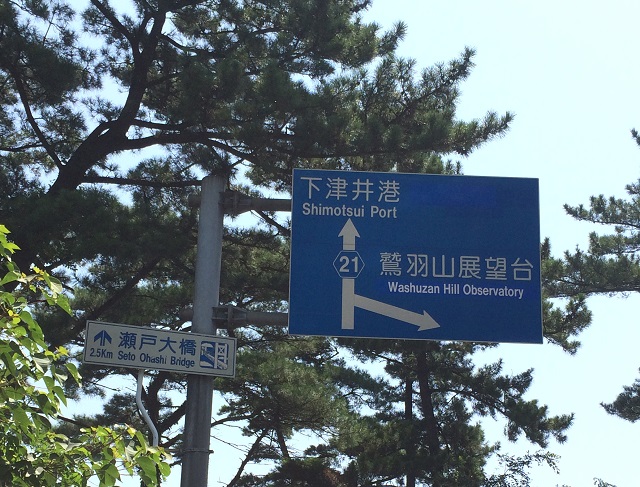 下津井港
Shimotsui Port
21
鷲羽山展望台
Washuzan Hill Observatory
瀬戸大橋
2.5Km Seto Ohashi Bridge